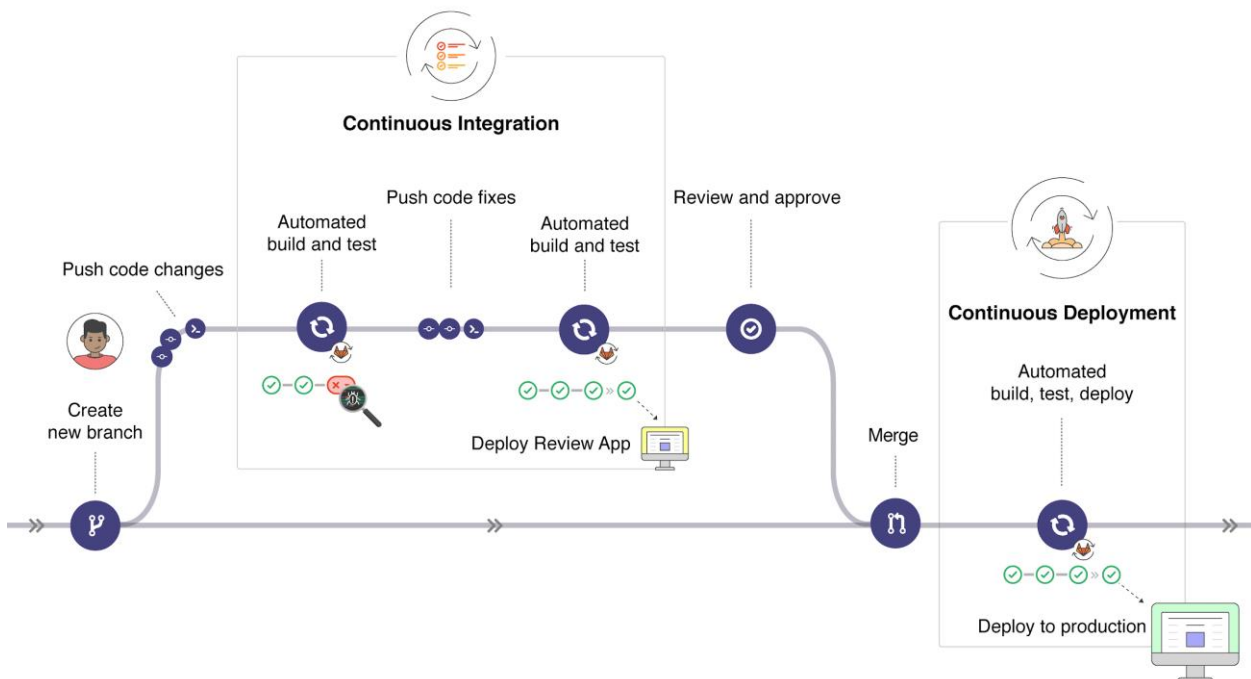 Continuous Integration
Push code fixes
Review and approve
Automated
build and test
Automated
build and test
Push code changes
Continuous Deployment
Automated
build, test, deploy
Create
new branch
Deploy Review App
Merge
Deploy to production